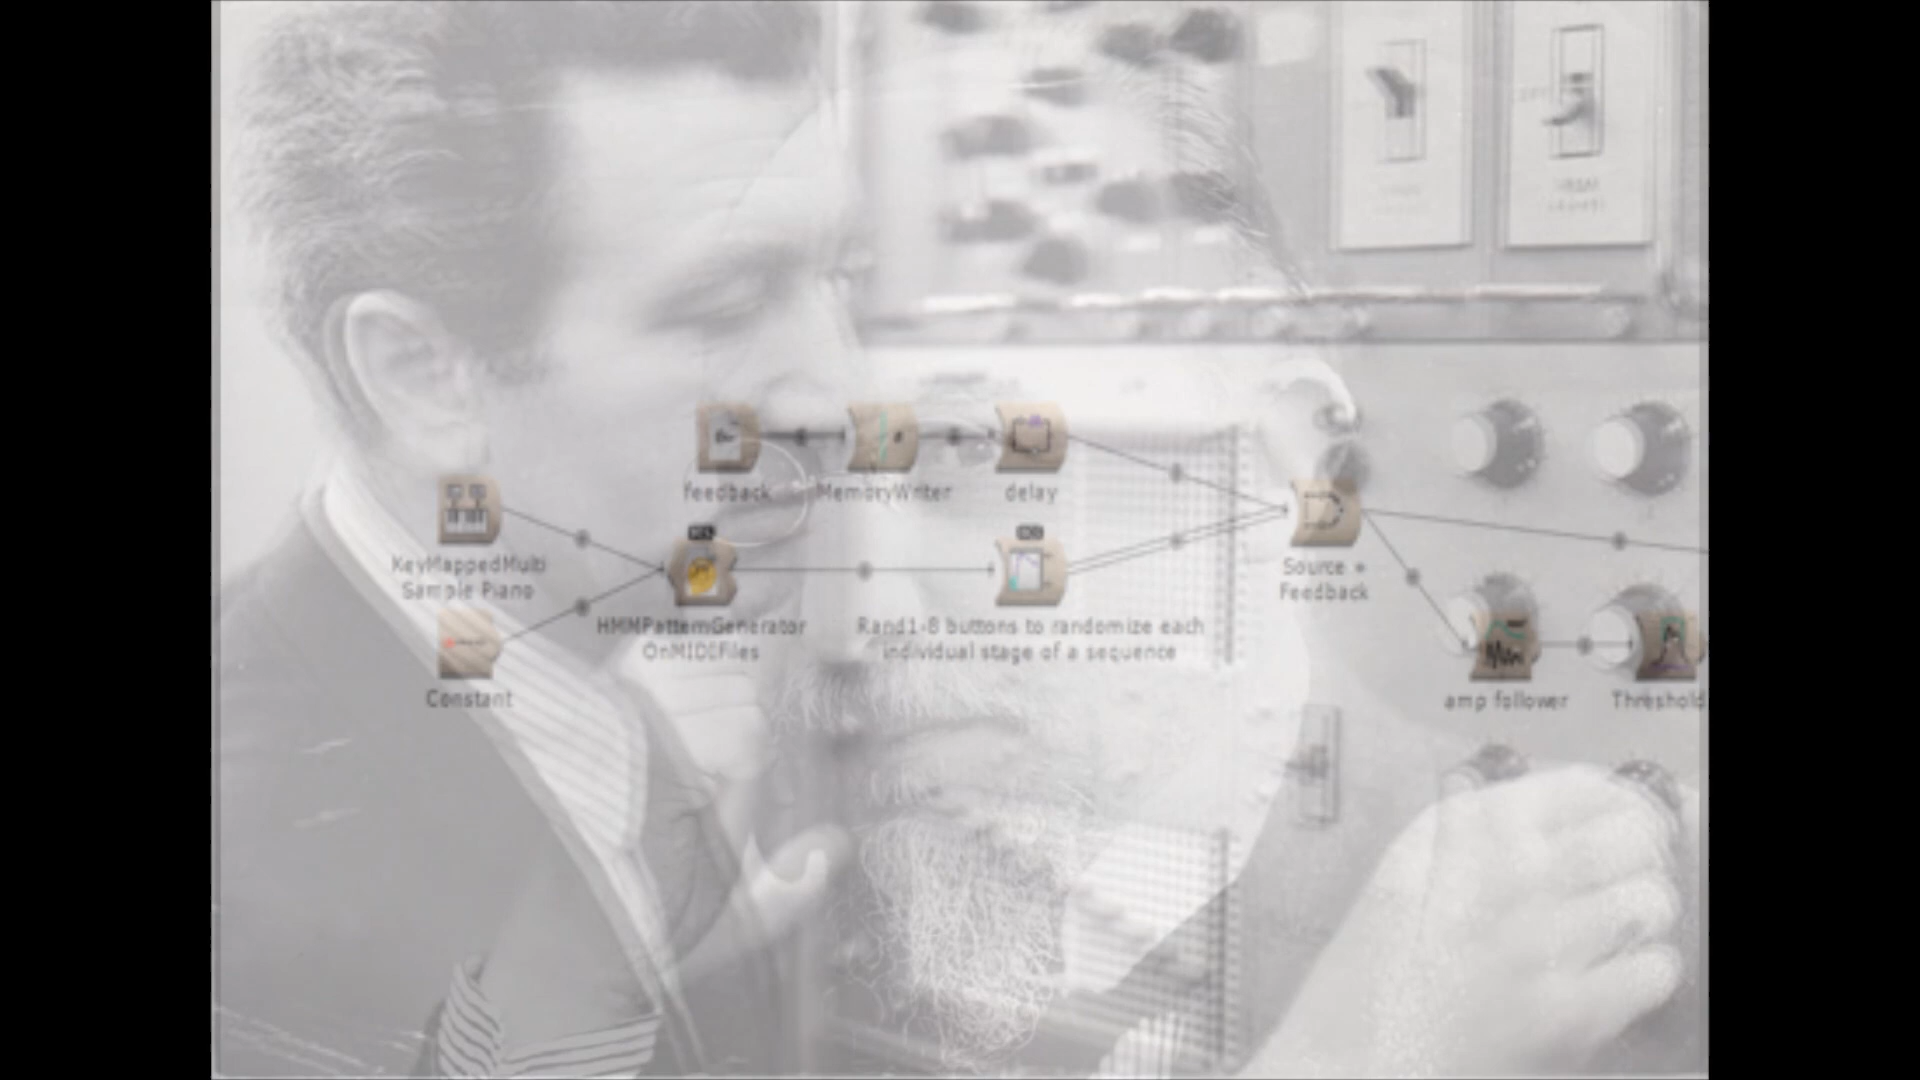 feedback
MemoryWriter
delay
KeyMappedMulti
Sample Piano
Source +
Feedback
HMMPatternGenerator
OnMIDIFiles
Rand1-8 buttons to randomize each
individual stage of a sequence
Constant
amp follower
Threshold